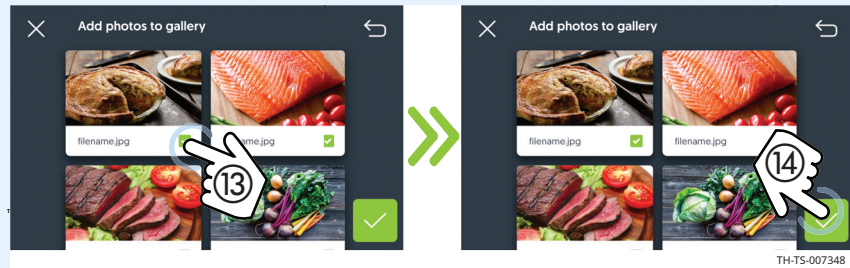 Add photos to gallery
filename.jpg
name.jpg
13
Add photos to gallery
filename.jpg
filename.jpg
14
TH-TS-007348